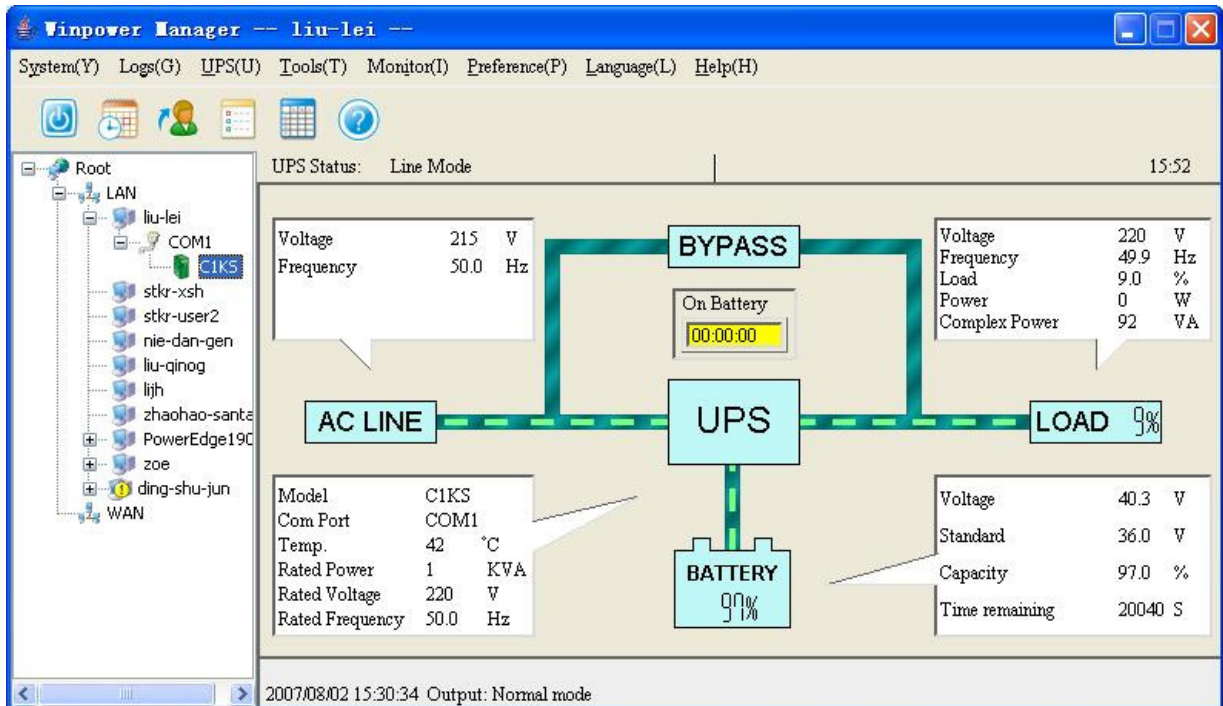 Winpower Manager -- liu-lei --
System(Y) Logs(G) UPS(U) Tools(T) Monitor(I) Preference(P) Language(L) Help(H)
Root
LAN
liu-lei
COM1
C1KS
stkr-xsh
stkr-user2
nie-dan-gen
liu-qinog
lijh
zhaohao-santa
PowerEdge190
zoe
ding-shu-jun
WAN
UPS Status: Line Mode 15:52
Voltage 215 V
Frequency 50.0 Hz
BYPASS
On Battery
00:00:00
Voltage 220 V
Frequency 49.9 Hz
Load 9.0 %
Power 0 W
Complex Power 92 VA
AC LINE
UPS
LOAD 9%
Model C1KS
Com Port COM1
Temp. 42 °C
Rated Power 1 KVA
Rated Voltage 220 V
Rated Frequency 50.0 Hz
BATTERY
97%
Voltage 40.3 V
Standard 36.0 V
Capacity 97.0 %
Time remaining 20040 S
2007/08/02 15:30:34 Output: Normal mode